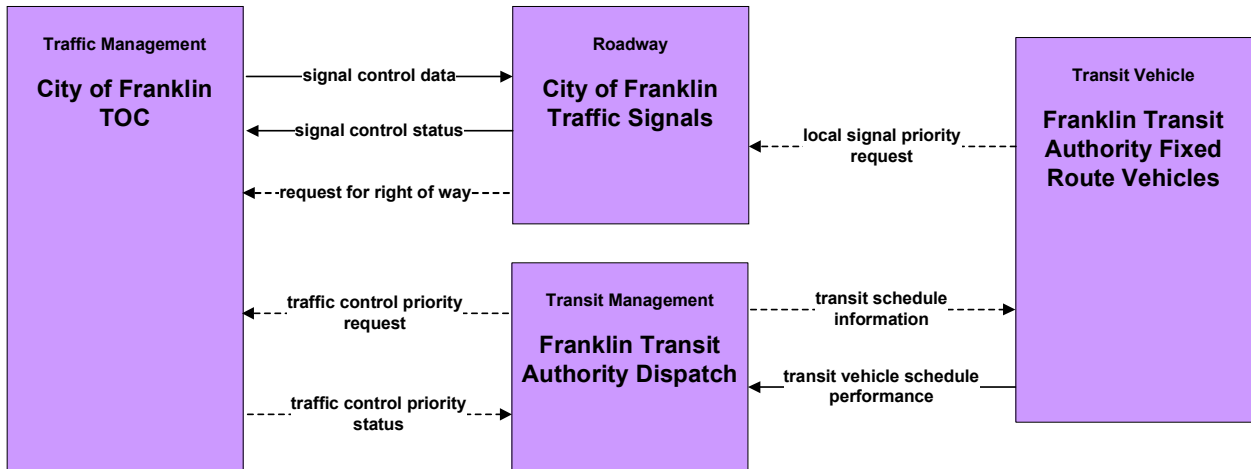 Traffic Management
City of Franklin
TOC
signal control data
signal control status
request for right of way
traffic control priority
request
traffic control priority
status
Roadway
City of Franklin
Traffic Signals
Transit Management
Franklin Transit
Authority Dispatch
local signal priority
request
transit schedule
information
transit vehicle schedule
performance
Transit Vehicle
Franklin Transit
Authority Fixed
Route Vehicles